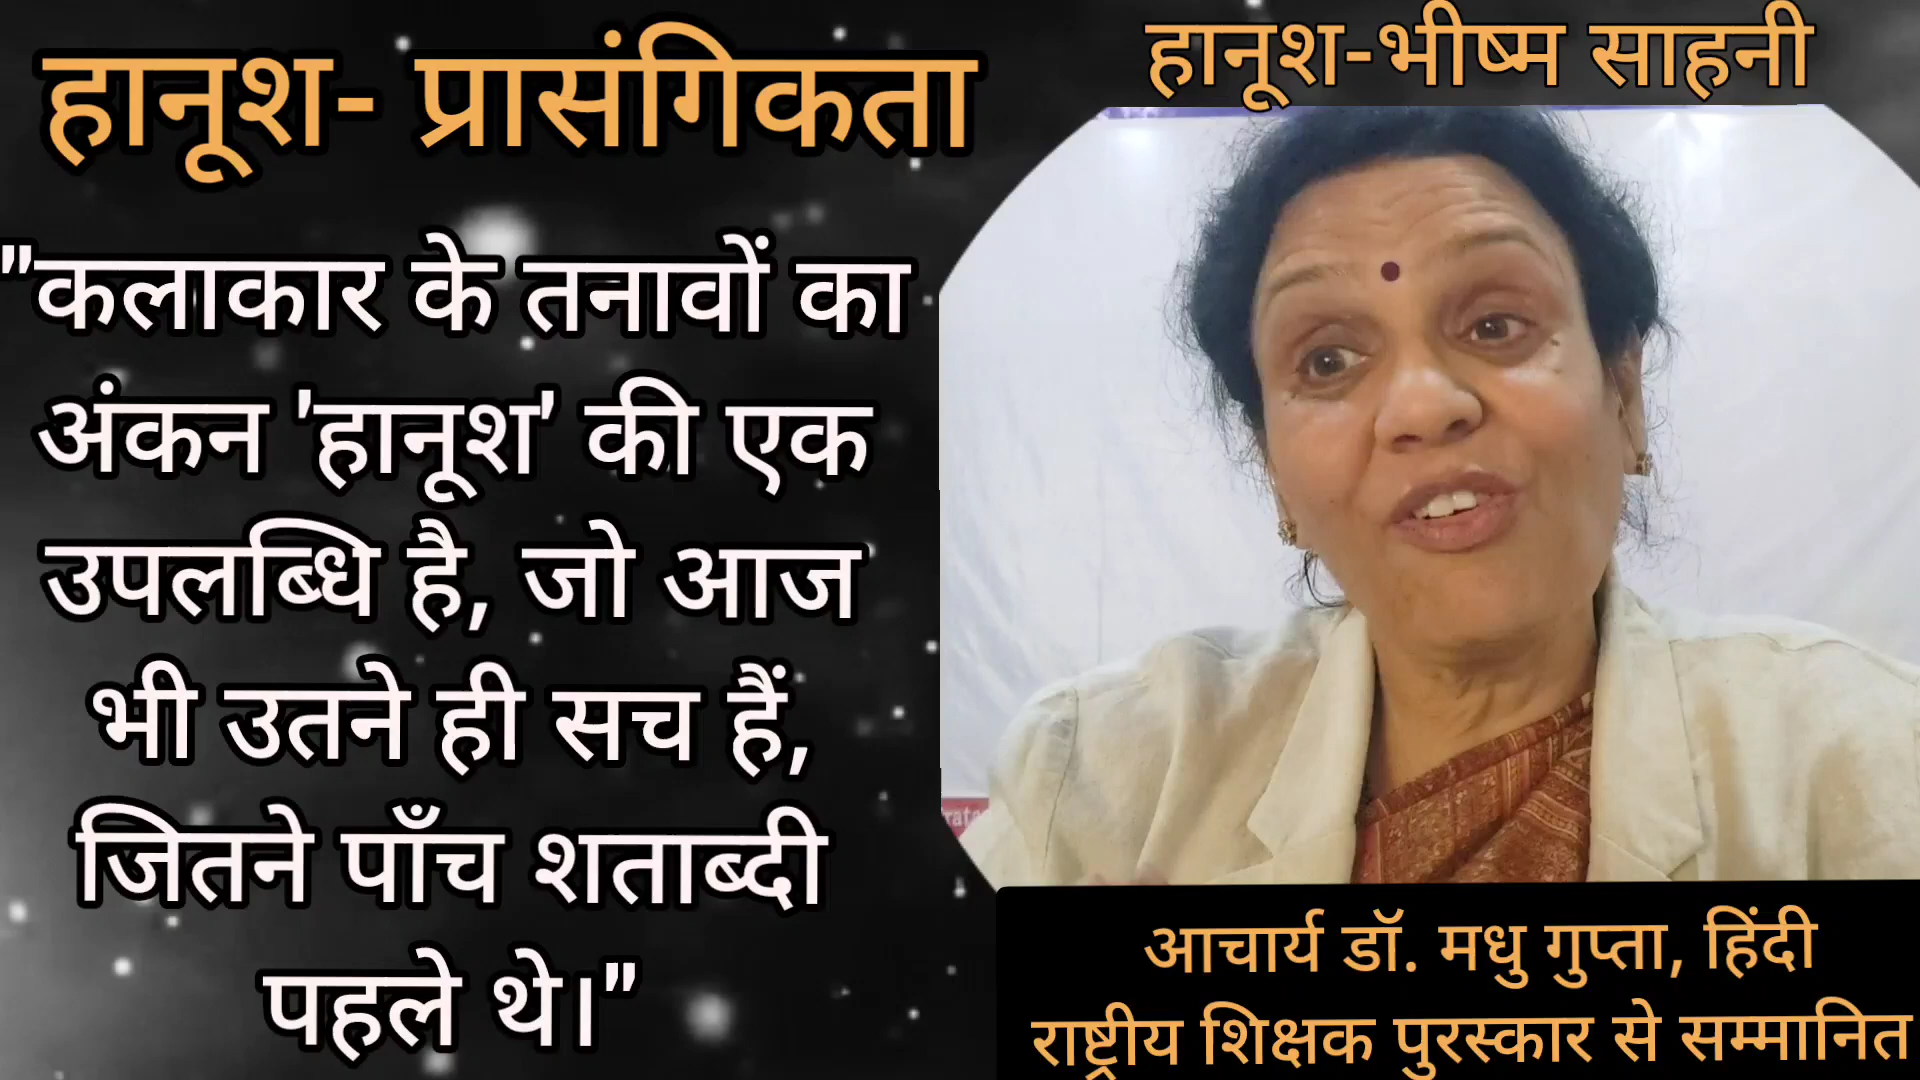 हानूश- प्रासंगिकता
"कलाकार के तनावों का
अंकन 'हानूश' की एक
उपलब्धि है, जो आज
भी उतने ही सच हैं,
जितने पाँच शताब्दी
पहले थे।"
हानूश-भीष्म साहनी
आचार्य डॉ. मधु गुप्ता, हिंदी
राष्ट्रीय शिक्षक पुरस्कार से सम्मानित